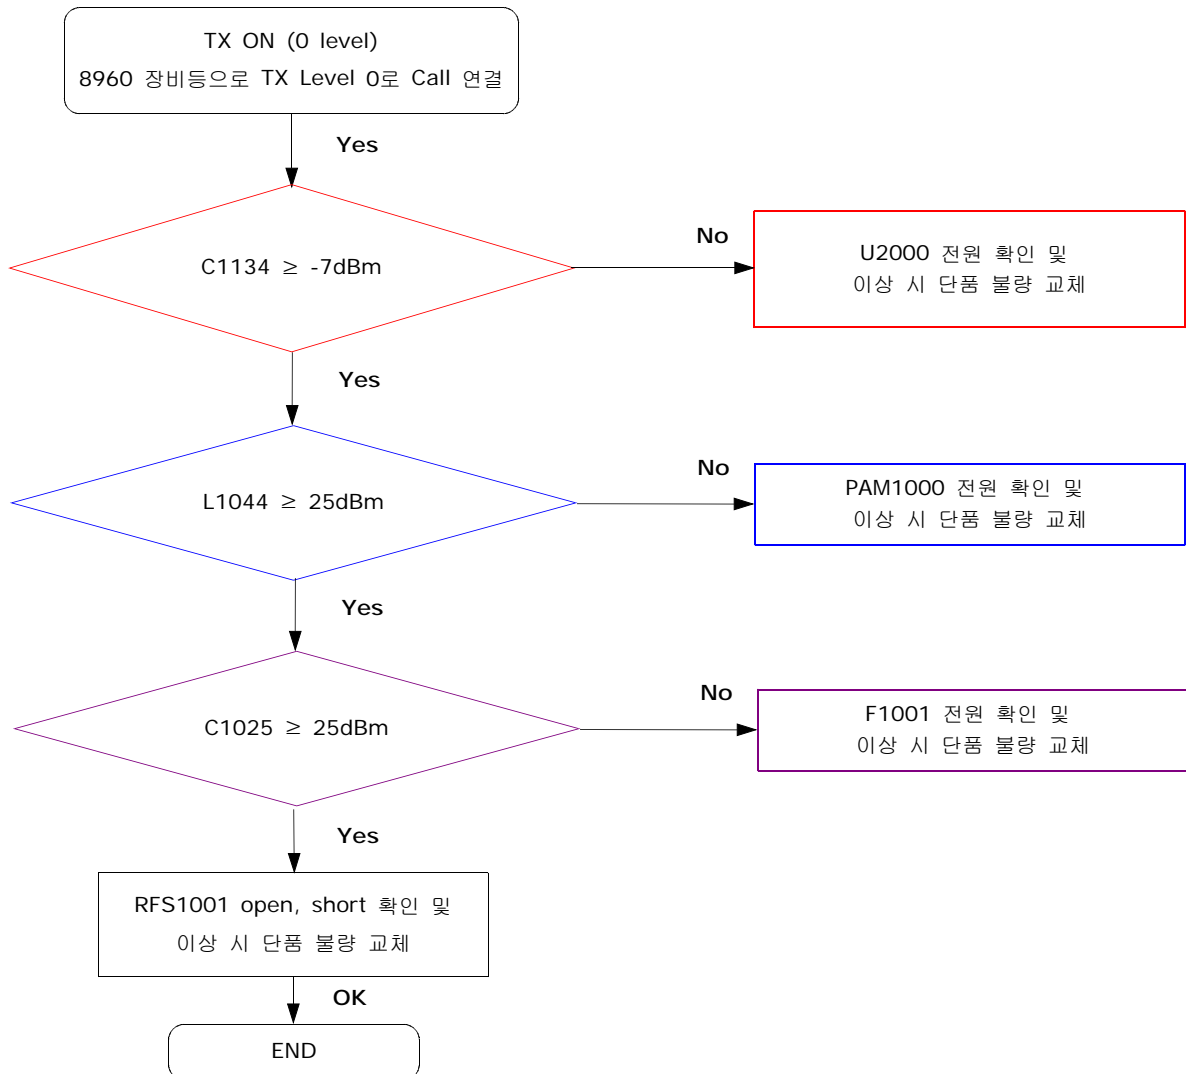 TX ON (0 level)
8960 장비등으로 TX Level 0로 Call 연결
Yes
C1134 ≥ -7dBm
No
U2000 전원 확인 및
이상 시 단품 불량 교체
Yes
L1044 ≥ 25dBm
No
PAM1000 전원 확인 및
이상 시 단품 불량 교체
Yes
C1025 ≥ 25dBm
No
F1001 전원 확인 및
이상 시 단품 불량 교체
Yes
RFS1001 open, short 확인 및
이상 시 단품 불량 교체
OK
END